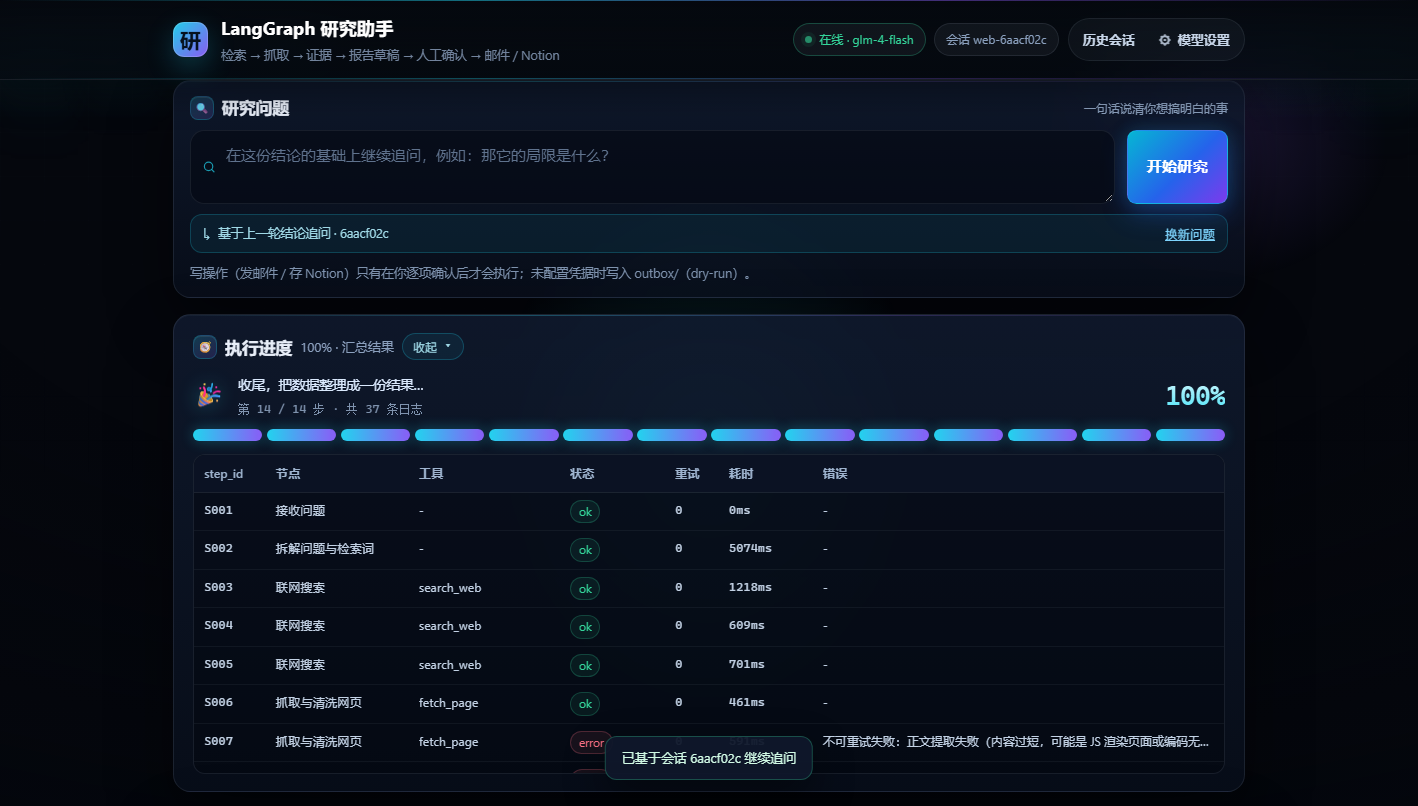 研 LangGraph 研究助手
检索 → 抓取 → 证据 → 报告草稿 → 人工确认 → 邮件 / Notion
在线 · glm-4-flash 会话 web-6aacf02c 历史会话 模型设置
研究问题 一句话说清你想搞明白的事
在这份结论的基础上继续追问，例如：那它的局限是什么？
开始研究
↳ 基于上一轮结论追问 · 6aacf02c 换新问题
写操作（发邮件 / 存 Notion）只有在你逐项确认后才会执行；未配置凭据时写入 outbox/（dry-run）。
执行进度 100% · 汇总结果 收起
收尾，把数据整理成一份结果...
第 14 / 14 步 · 共 37 条日志
100%
step_id 节点 工具 状态 重试 耗时 错误
S001 接收问题 - ok 0 0ms -
S002 拆解问题与检索词 - ok 0 5074ms -
S003 联网搜索 search_web ok 0 1218ms -
S004 联网搜索 search_web ok 0 609ms -
S005 联网搜索 search_web ok 0 701ms -
S006 抓取与清洗网页 fetch_page ok 0 461ms -
S007 抓取与清洗网页 fetch_page error 不可重试失败：正文提取失败（内容过短，可能是 JS 渲染页面或编码无...
已基于会话 6aacf02c 继续追问